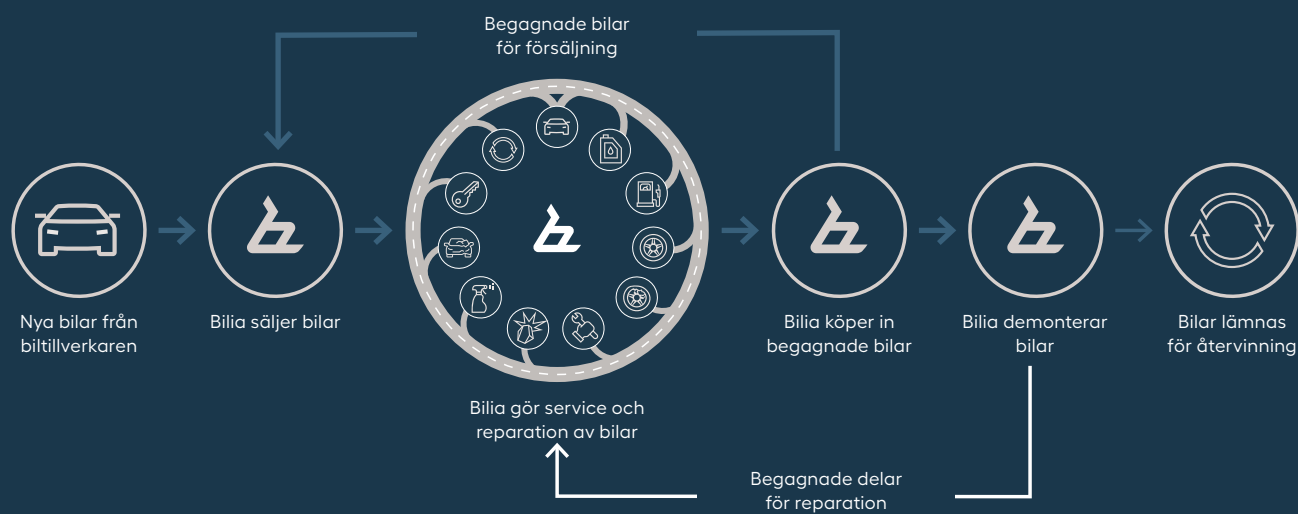 Begagnade bilar
för försäljning
Nya bilar från
biltillverkaren
Bilia säljer bilar
Bilia gör service och
reparation av bilar
Bilia köper in
begagnade bilar
Bilia demonterar
bilar
Bilar lämnas
för återvinning
Begagnade delar
för reparation